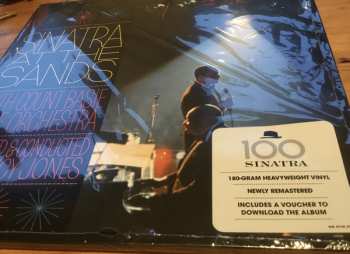 SINATRA
AT THE
SANDS
COUNT BASIE
ORCHESTRA
& CONDUCTED
JONES
100
SINATRA
180-GRAM HEAVYWEIGHT VINYL
NEWLY REMASTERED
INCLUDES A VOUCHER TO
DOWNLOAD THE ALBUM